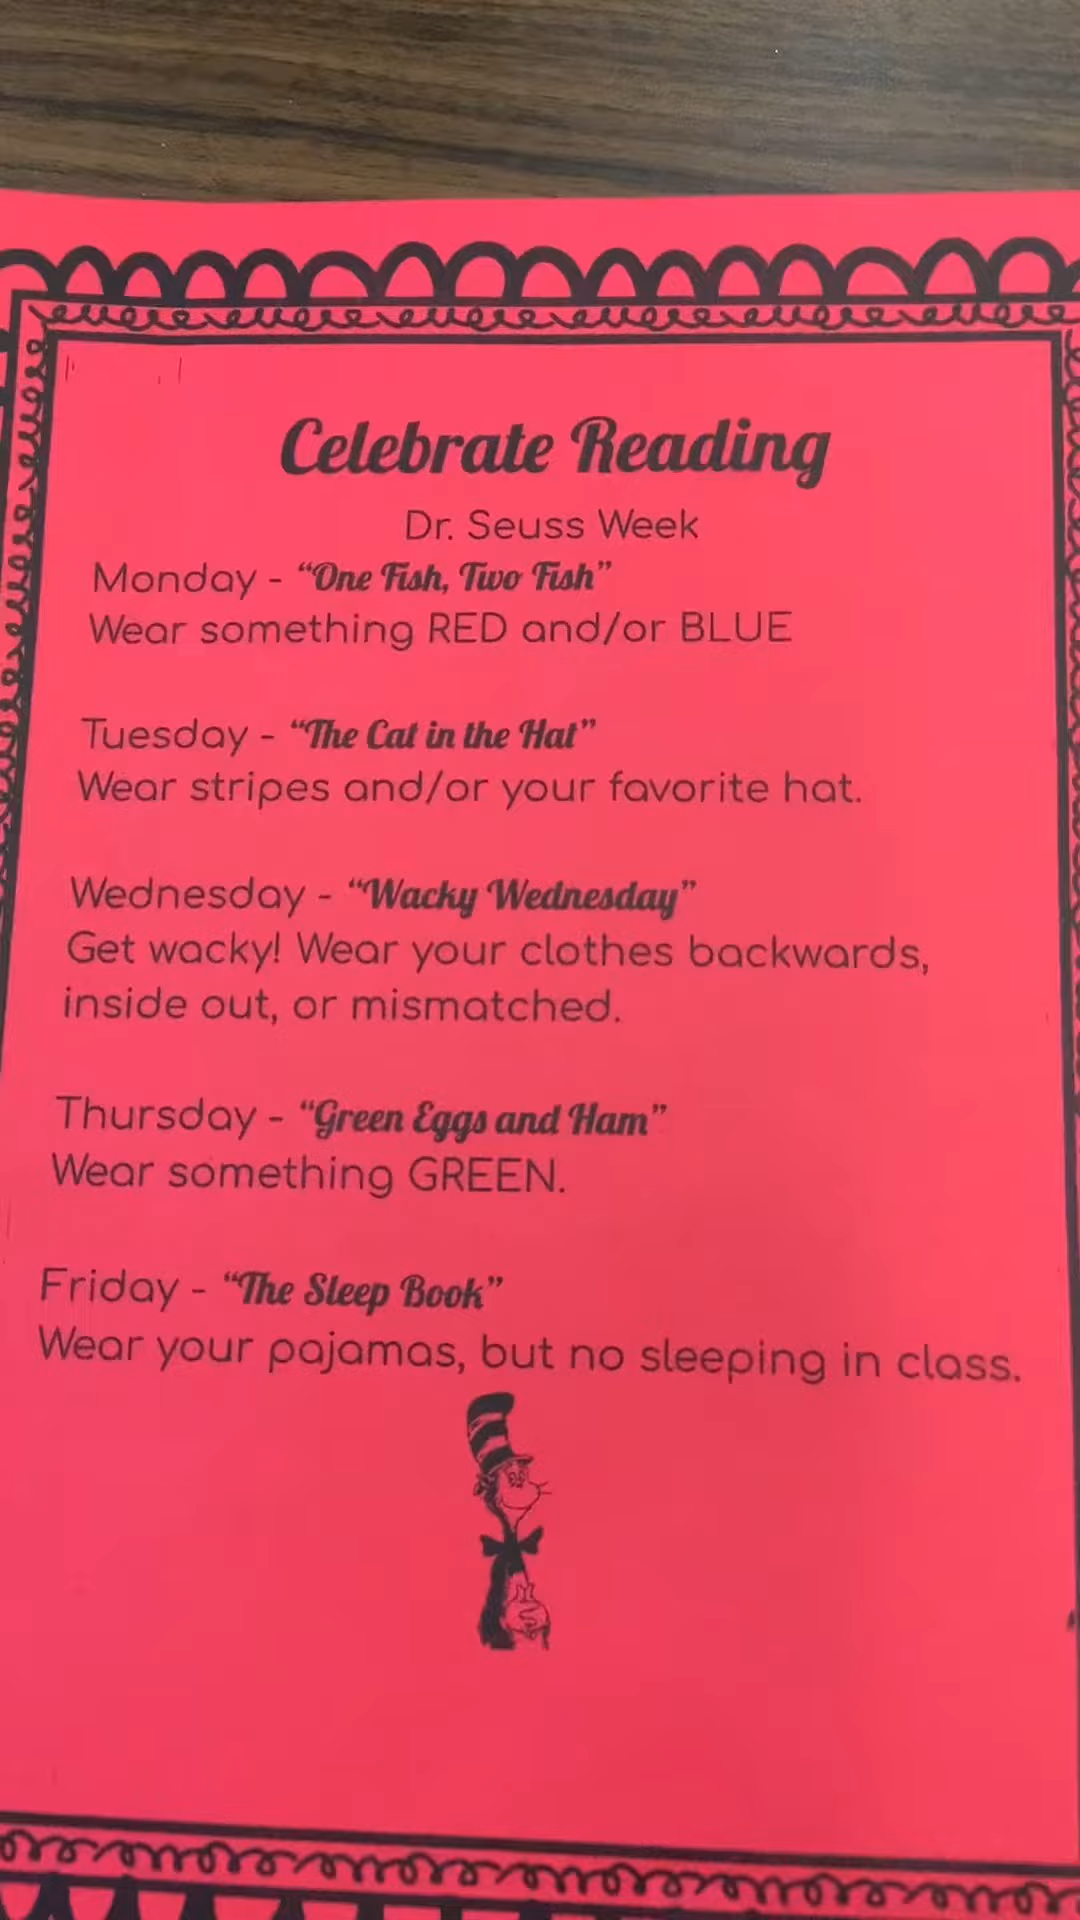 Celebrate Reading
Dr. Seuss Week
Monday - “One Fish, Two Fish”
Wear something RED and/or BLUE
Tuesday - “The Cat in the Hat”
Wear stripes and/or your favorite hat.
Wednesday - “Wacky Wednesday”
Get wacky! Wear your clothes backwards,
inside out, or mismatched.
Thursday - “Green Eggs and Ham”
Wear something GREEN.
Friday - “The Sleep Book”
Wear your pajamas, but no sleeping in class.